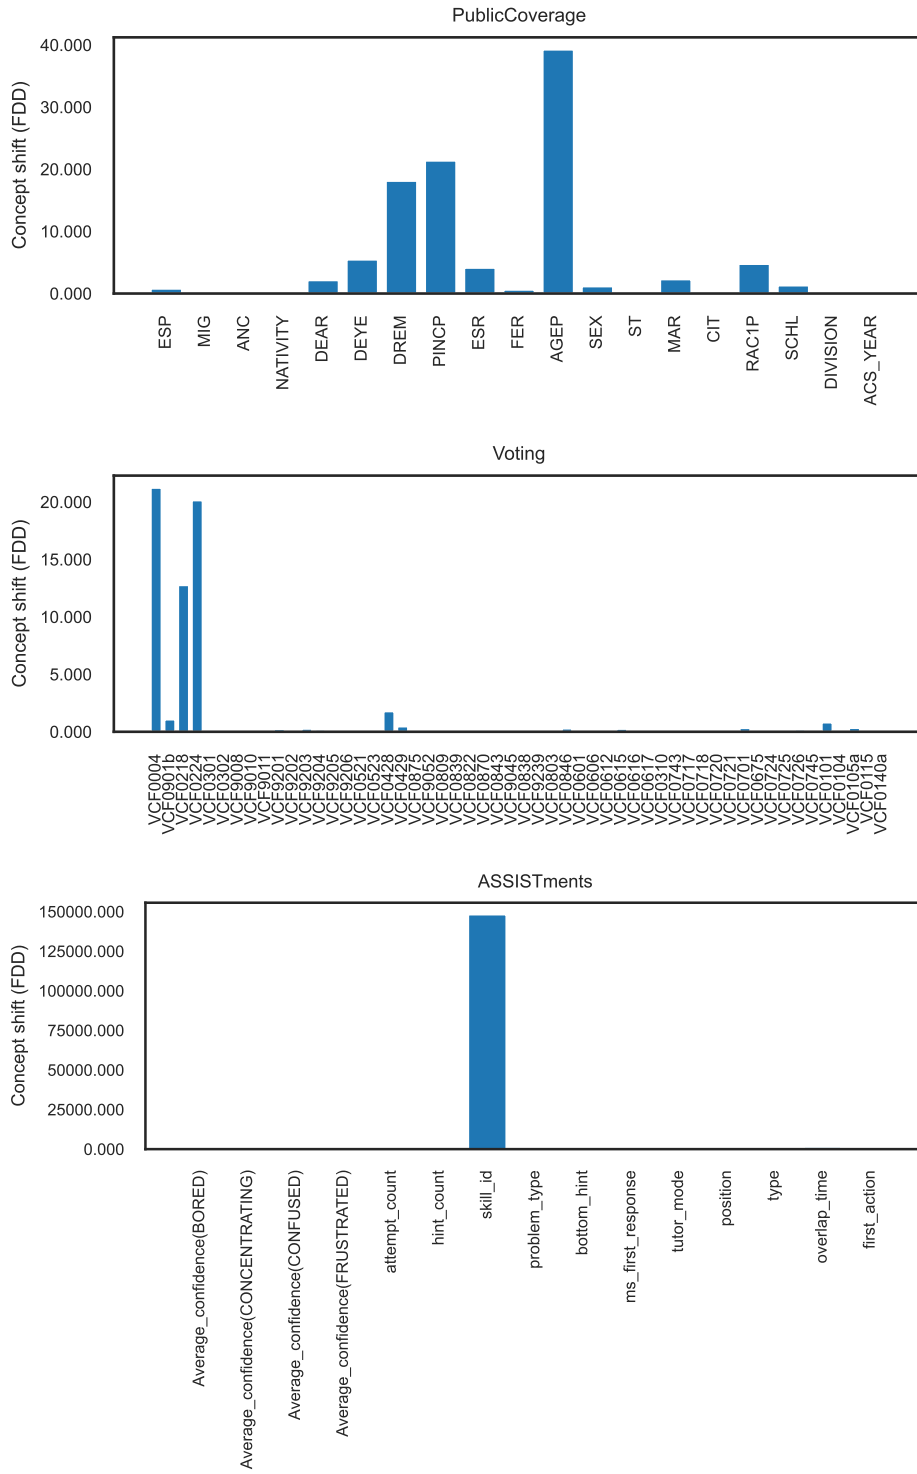 PublicCoverage
Concept shift (FDD)
40.000
30.000
20.000
10.000
0.000
ESP
MIG
ANC
NATIVITY
DEAR
DEYE
DREM
PINCP
ESR
FER
AGEP
SEX
ST
MAR
CIT
RAC1P
SCHL
DIVISION
ACS_YEAR
Voting
Concept shift (FDD)
20.000
15.000
10.000
5.000
0.000
VCF0004
VCF0901b
VCF0218
VCF0224
VCF0301
VCF0302
VCF9008
VCF9010
VCF9011
VCF9201
VCF9202
VCF9203
VCF9204
VCF9205
VCF9206
VCF0521
VCF0523
VCF0428
VCF0429
VCF0875
VCF9052
VCF0809
VCF0839
VCF0822
VCF0870
VCF0843
VCF9045
VCF0838
VCF9239
VCF0803
VCF0846
VCF0601
VCF0606
VCF0612
VCF0615
VCF0616
VCF0617
VCF0310
VCF0743
VCF0717
VCF0718
VCF0720
VCF0721
VCF0701
VCF0675
VCF0724
VCF0725
VCF0726
VCF0745
VCF0101
VCF0104
VCF0105a
VCF0115
VCF0140a
ASSISTments
Concept shift (FDD)
150000.000
125000.000
100000.000
75000.000
50000.000
25000.000
0.000
Average_confidence(BORED)
Average_confidence(CONCENTRATING)
Average_confidence(CONFUSED)
Average_confidence(FRUSTRATED)
attempt_count
hint_count
skill_id
problem_type
bottom_hint
ms_first_response
tutor_mode
position
type
overlap_time
first_action